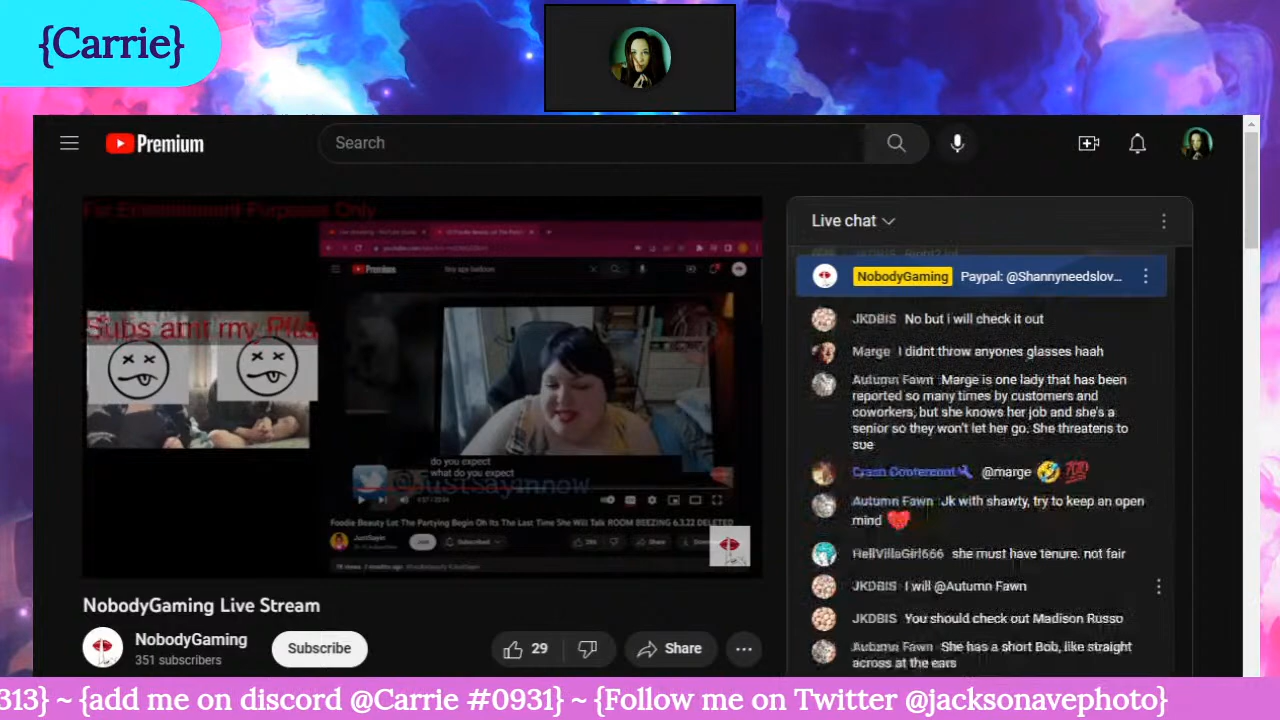 {Carrie}
Premium
Search
Live chat
For Entertainment Purposes Only
Premium
Subs aint my
do you expect
what do you expect
@JustSayinnow
Foodie Beauty Lot The Partying Begin Oh Its The Last Time She Will Talk ROOM BEEZING 6.3.22 DELETED
JustSayin
Join
Subscribed
Share
NobodyGaming Paypal: @Shannyneedslov...
JKDBIS No but i will check it out
Marge I didnt throw anyones glasses haah
Autumn Fawn Marge is one lady that has been
reported so many times by customers and
coworkers, but she knows her job and she's a
senior so they won't let her go. She threatens to
sue
@marge 🤣 💯
Autumn Fawn Jk with shawty, try to keep an open
mind
HellVillaGirl666 she must have tenure. not fair
JKDBIS I will @Autumn Fawn
JKDBIS You should check out Madison Russo
Autumn Fawn She has a short Bob, like straight
across at the ears
NobodyGaming Live Stream
NobodyGaming
351 subscribers
Subscribe
29
Share
313} ~ {add me on discord @Carrie #0931} ~ {Follow me on Twitter @jacksonavephoto}